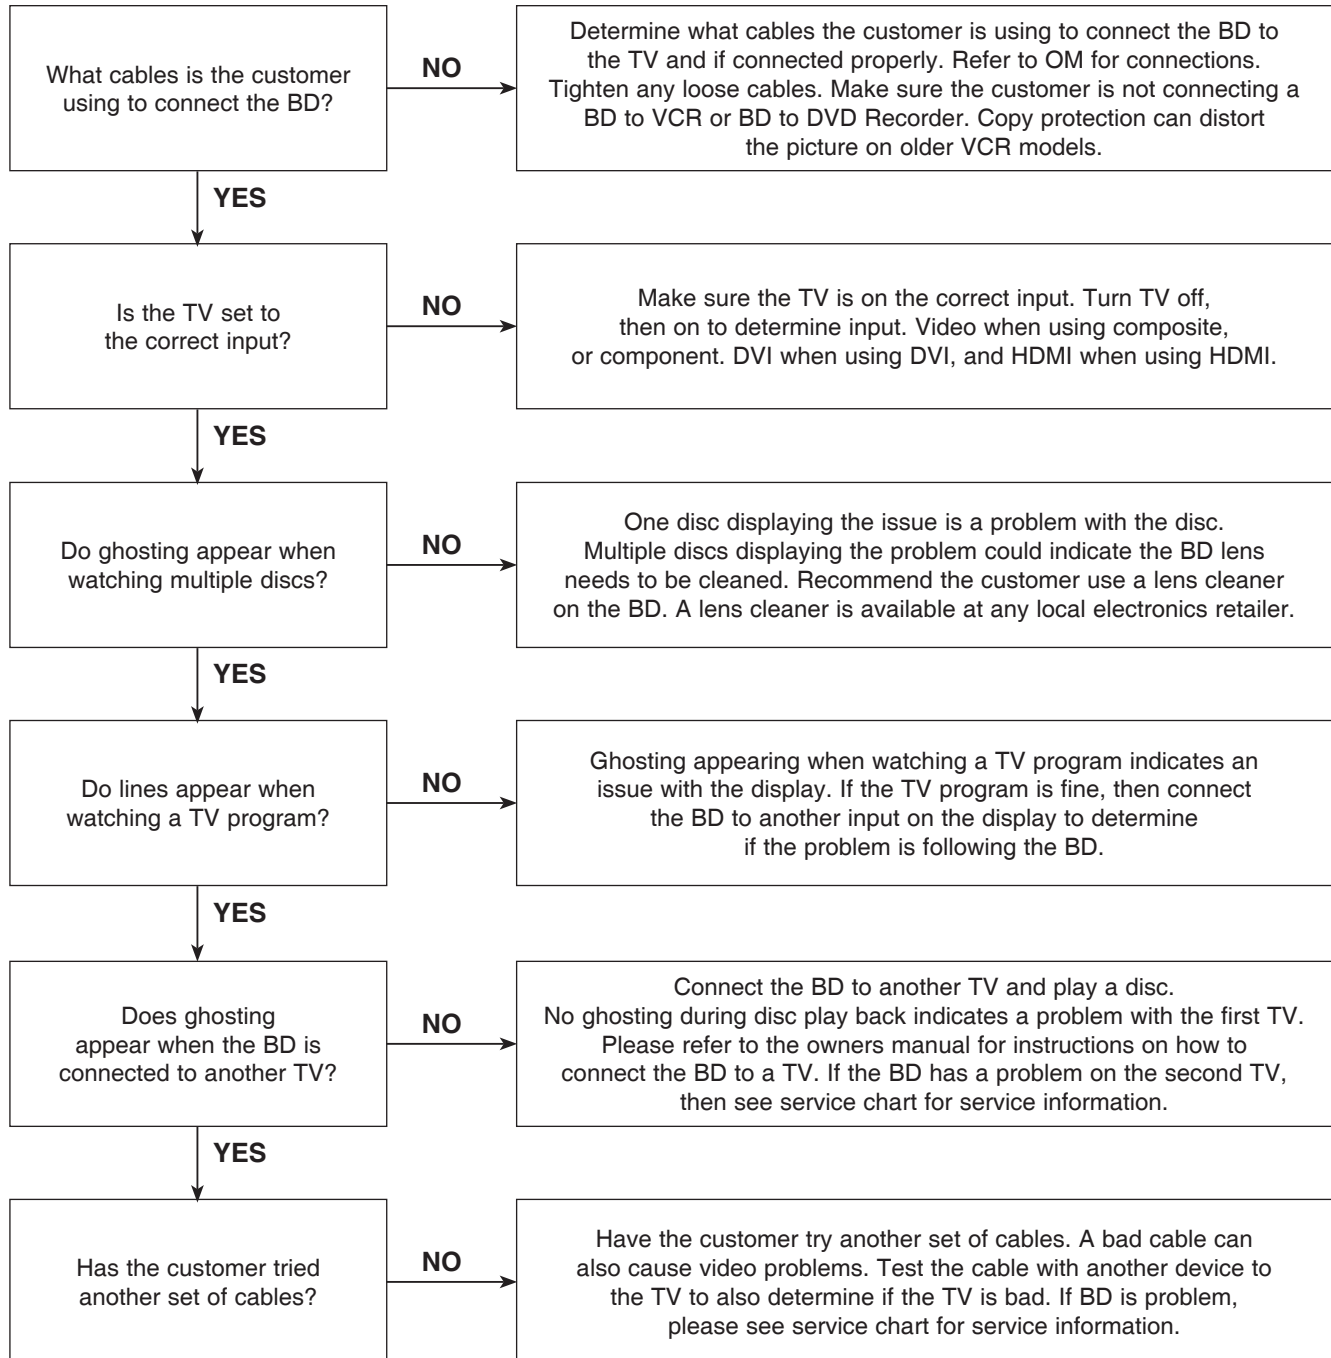 What cables is the customer
using to connect the BD?
NO
Determine what cables the customer is using to connect the BD to
the TV and if connected properly. Refer to OM for connections.
Tighten any loose cables. Make sure the customer is not connecting a
BD to VCR or BD to DVD Recorder. Copy protection can distort
the picture on older VCR models.
YES
Is the TV set to
the correct input?
NO
Make sure the TV is on the correct input. Turn TV off,
then on to determine input. Video when using composite,
or component. DVI when using DVI, and HDMI when using HDMI.
YES
Do ghosting appear when
watching multiple discs?
NO
One disc displaying the issue is a problem with the disc.
Multiple discs displaying the problem could indicate the BD lens
needs to be cleaned. Recommend the customer use a lens cleaner
on the BD. A lens cleaner is available at any local electronics retailer.
YES
Do lines appear when
watching a TV program?
NO
Ghosting appearing when watching a TV program indicates an
issue with the display. If the TV program is fine, then connect
the BD to another input on the display to determine
if the problem is following the BD.
YES
Does ghosting
appear when the BD is
connected to another TV?
NO
Connect the BD to another TV and play a disc.
No ghosting during disc play back indicates a problem with the first TV.
Please refer to the owners manual for instructions on how to
connect the BD to a TV. If the BD has a problem on the second TV,
then see service chart for service information.
YES
Has the customer tried
another set of cables?
NO
Have the customer try another set of cables. A bad cable can
also cause video problems. Test the cable with another device to
the TV to also determine if the TV is bad. If BD is problem,
please see service chart for service information.